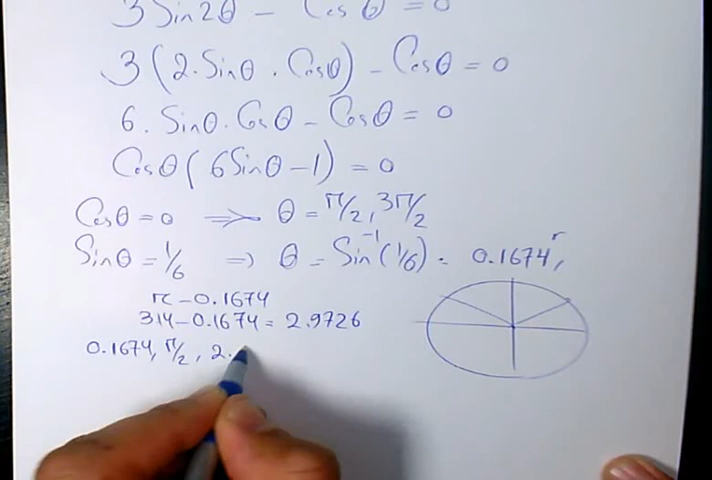 3 Sin2θ - Cos θ = 0
3 (2. Sinθ . Cosθ) - Cosθ = 0
6. Sinθ. Cosθ - Cosθ = 0
Cosθ (6Sinθ - 1) = 0
Cosθ = 0 ⇒ θ = π/2, 3π/2
Sinθ = 1/6 ⇒ θ = Sin⁻¹(1/6) = 0.1674ʳ,
π - 0.1674
3.14 - 0.1674 = 2.9726
0.1674, π/2, 2.